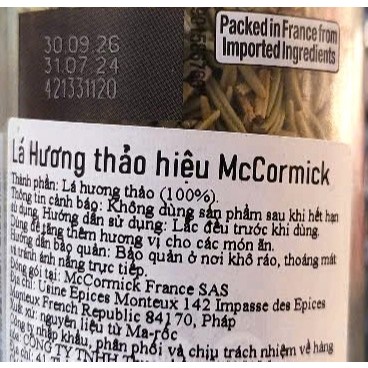 30.09.26
31.07.24
421331120
Packed in France from
Imported Ingredients
Lá Hương thảo hiệu McCormick
Thành phần: Lá hương thảo (100%).
Thông tin cảnh báo: Không dùng sản phẩm sau khi hết hạn
sử dụng. Hướng dẫn sử dụng: Lắc đều trước khi dùng.
Dùng để tăng thêm hương vị cho các món ăn.
Hướng dẫn bảo quản: Bảo quản ở nơi khô ráo, thoáng mát
tránh ánh nắng trực tiếp.
Đóng gói tại: McCormick France SAS
Địa chỉ: Usine Epices Monteux 142 Impasse des Epices
Monteux French Republic 84170, Pháp
Xuất xứ: nguyên liệu từ Ma-rốc
Công ty nhập khẩu, phân phối và chịu trách nhiệm về hàng
CÔNG TY TNHH